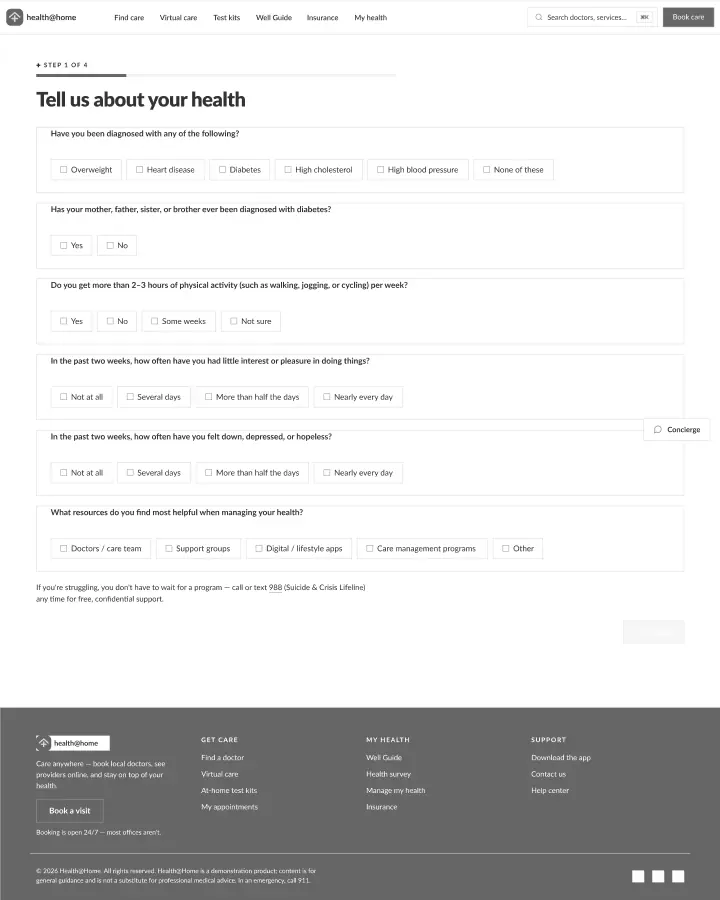 health@home
Find care
Virtual care
Test kits
Well Guide
Insurance
My health
Search doctors, services...
⌘K
Book care
+ STEP 1 OF 4
Tell us about your health
Have you been diagnosed with any of the following?
Overweight
Heart disease
Diabetes
High cholesterol
High blood pressure
None of these
Has your mother, father, sister, or brother ever been diagnosed with diabetes?
Yes
No
Do you get more than 2–3 hours of physical activity (such as walking, jogging, or cycling) per week?
Yes
No
Some weeks
Not sure
In the past two weeks, how often have you had little interest or pleasure in doing things?
Not at all
Several days
More than half the days
Nearly every day
Concierge
In the past two weeks, how often have you felt down, depressed, or hopeless?
Not at all
Several days
More than half the days
Nearly every day
What resources do you find most helpful when managing your health?
Doctors / care team
Support groups
Digital / lifestyle apps
Care management programs
Other
If you're struggling, you don't have to wait for a program — call or text 988 (Suicide & Crisis Lifeline)
any time for free, confidential support.
health@home
Care anywhere — book local doctors, see
providers online, and stay on top of your
health.
Book a visit
Booking is open 24/7 — most offices aren't.
GET CARE
Find a doctor
Virtual care
At-home test kits
My appointments
MY HEALTH
Well Guide
Health survey
Manage my health
Insurance
SUPPORT
Download the app
Contact us
Help center
© 2026 Health@Home. All rights reserved. Health@Home is a demonstration product; content is for
general guidance and is not a substitute for professional medical advice. In an emergency, call 911.